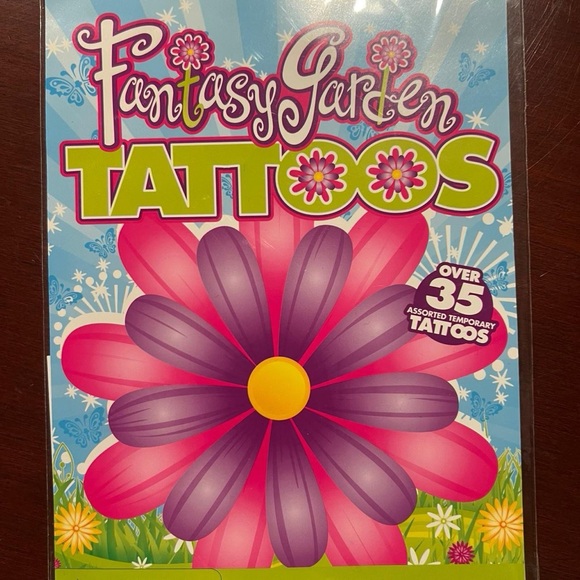 Fantasy Garden
TATTOOS
OVER
35
ASSORTED TEMPORARY
TATTOOS